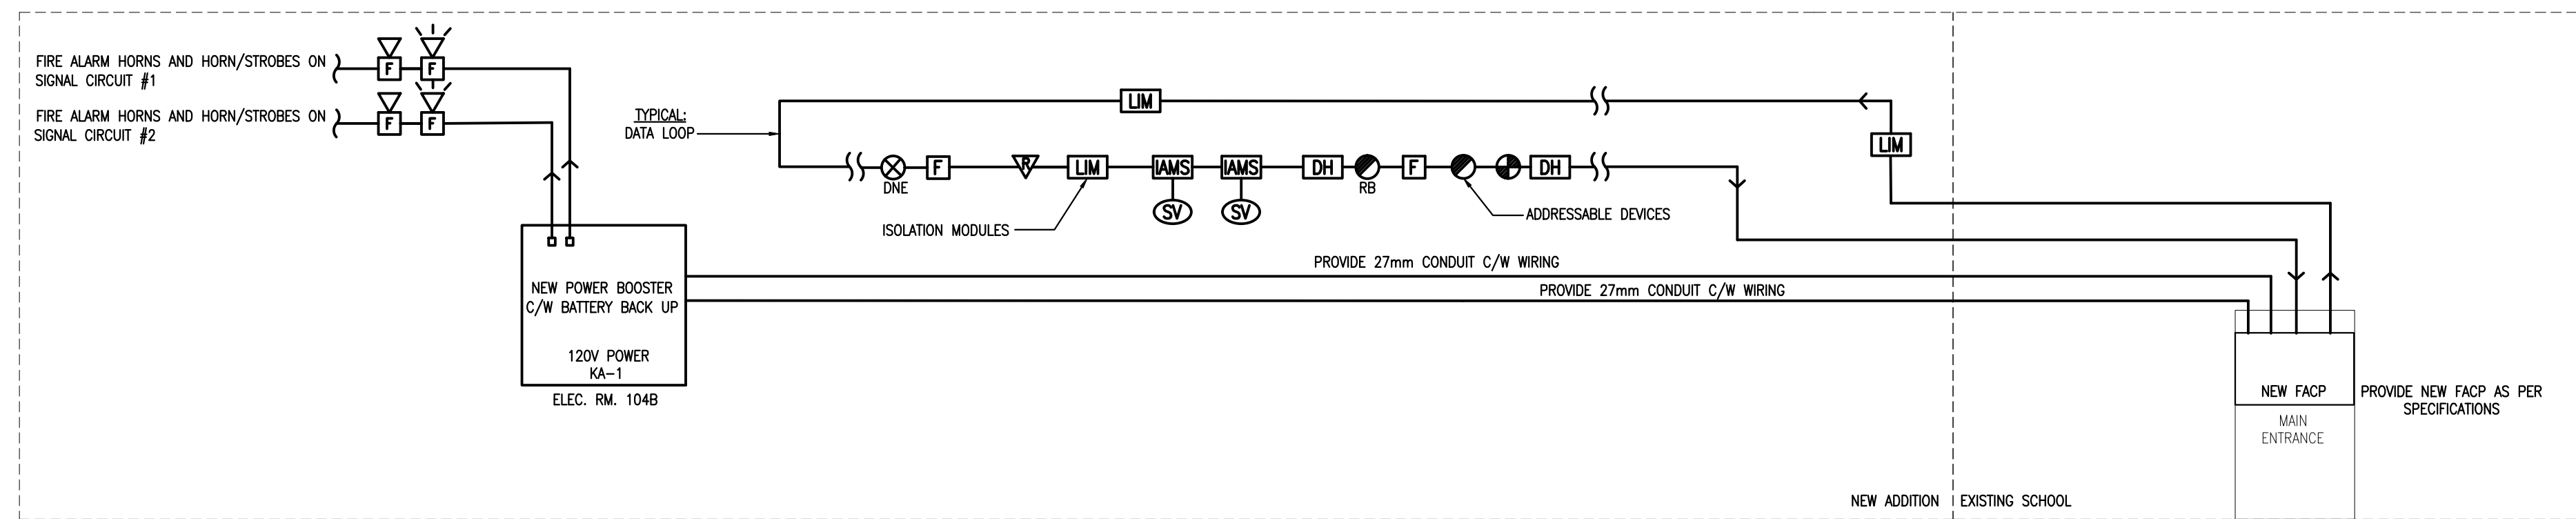 FIRE ALARM HORNS AND HORN/STROBES ON
SIGNAL CIRCUIT #1
F
F
FIRE ALARM HORNS AND HORN/STROBES ON
SIGNAL CIRCUIT #2
F
F
TYPICAL:
DATA LOOP
LIM
LIM
DNE
F
R
LIM
IAMS
IAMS
DH
RB
F
DH
SV
SV
ISOLATION MODULES
ADDRESSABLE DEVICES
PROVIDE 27mm CONDUIT C/W WIRING
PROVIDE 27mm CONDUIT C/W WIRING
NEW POWER BOOSTER
C/W BATTERY BACK UP
120V POWER
KA-1
ELEC. RM. 104B
NEW FACP
PROVIDE NEW FACP AS PER
SPECIFICATIONS
MAIN
ENTRANCE
NEW ADDITION
EXISTING SCHOOL